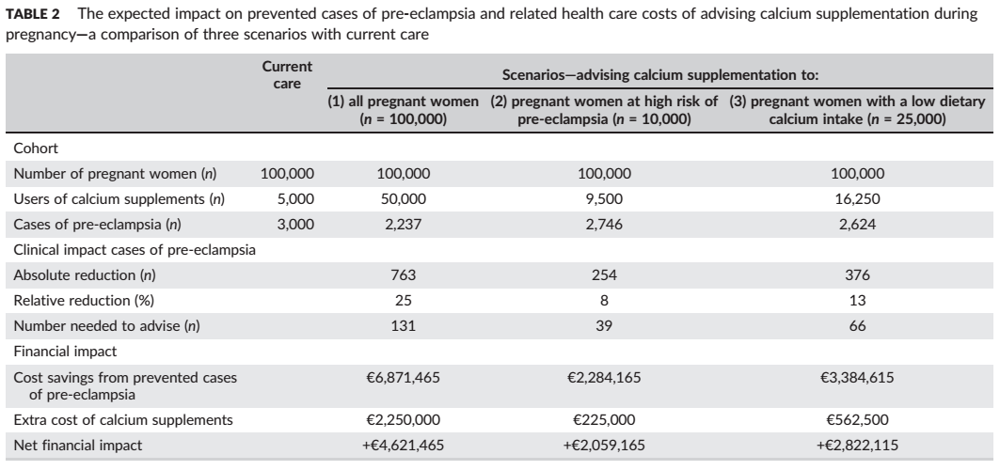 TABLE 2 The expected impact on prevented cases of pre-eclampsia and related health care costs of advising calcium supplementation during
pregnancy—a comparison of three scenarios with current care
Current care Scenarios—advising calcium supplementation to:
(1) all pregnant women (n = 100,000) (2) pregnant women at high risk of pre-eclampsia (n = 10,000) (3) pregnant women with a low dietary calcium intake (n = 25,000)
Cohort
Number of pregnant women (n) 100,000 100,000 100,000 100,000
Users of calcium supplements (n) 5,000 50,000 9,500 16,250
Cases of pre-eclampsia (n) 3,000 2,237 2,746 2,624
Clinical impact cases of pre-eclampsia
Absolute reduction (n) 763 254 376
Relative reduction (%) 25 8 13
Number needed to advise (n) 131 39 66
Financial impact
Cost savings from prevented cases of pre-eclampsia €6,871,465 €2,284,165 €3,384,615
Extra cost of calcium supplements €2,250,000 €225,000 €562,500
Net financial impact +€4,621,465 +€2,059,165 +€2,822,115